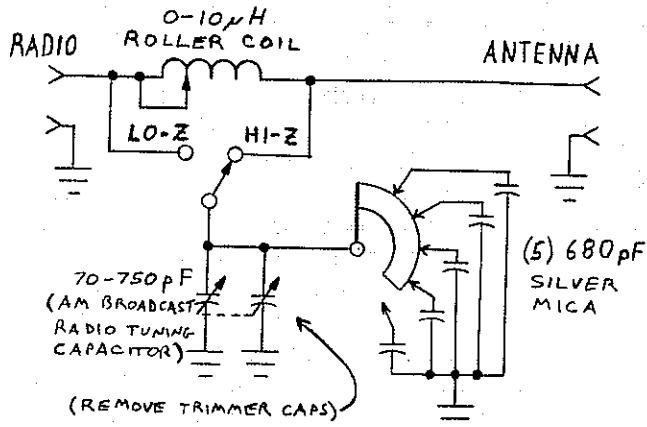 0-10μH
ROLLER COIL
RADIO
ANTENNA
LO-Z
HI-Z
(5) 680pF
SILVER
MICA
70-750pF
(AM BROADCAST
RADIO TUNING
CAPACITOR)
(REMOVE TRIMMER CAPS)